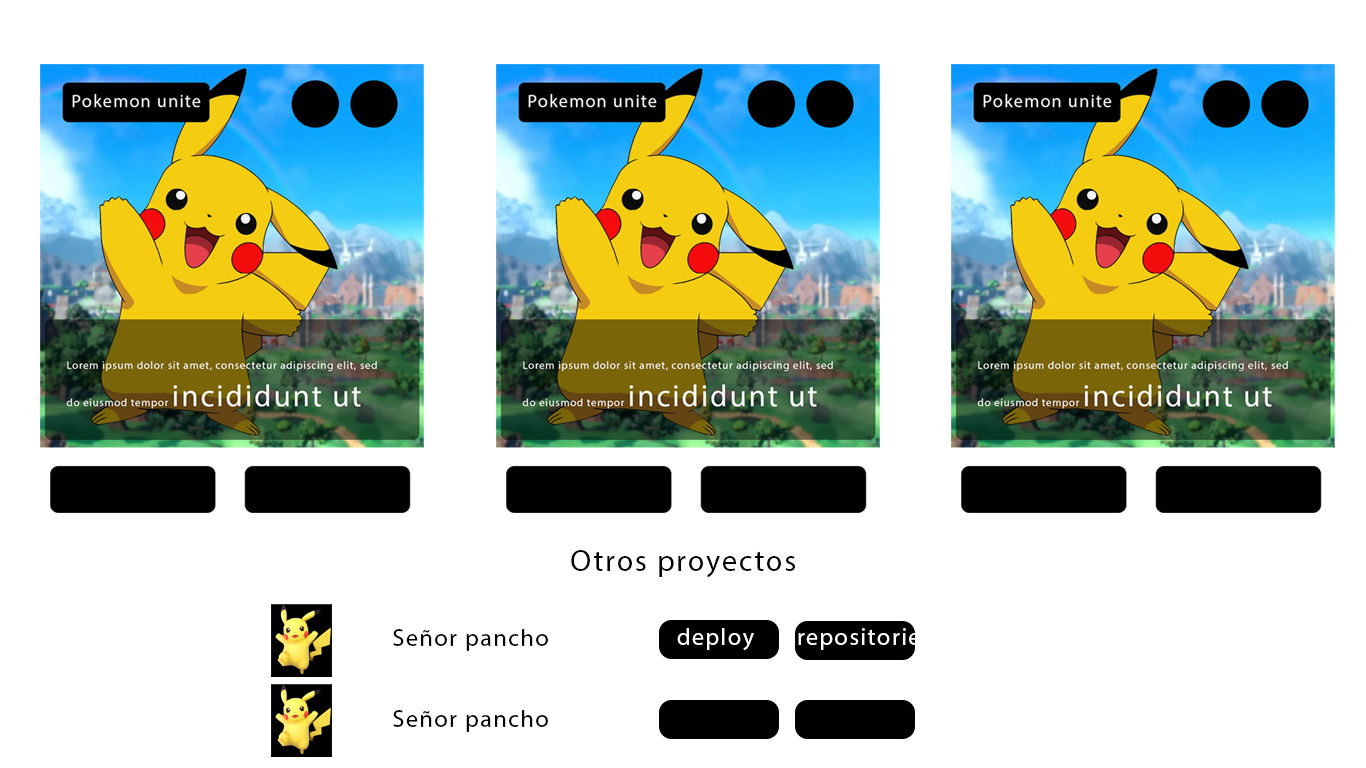 Pokemon unite
Pokemon unite
Pokemon unite
Lorem ipsum dolor sit amet, consectetur adipiscing elit, sed
do eiusmod tempor incididunt ut
Lorem ipsum dolor sit amet, consectetur adipiscing elit, sed
do eiusmod tempor incididunt ut
Lorem ipsum dolor sit amet, consectetur adipiscing elit, sed
do eiusmod tempor incididunt ut
Otros proyectos
Señor pancho deploy repositorie
Señor pancho